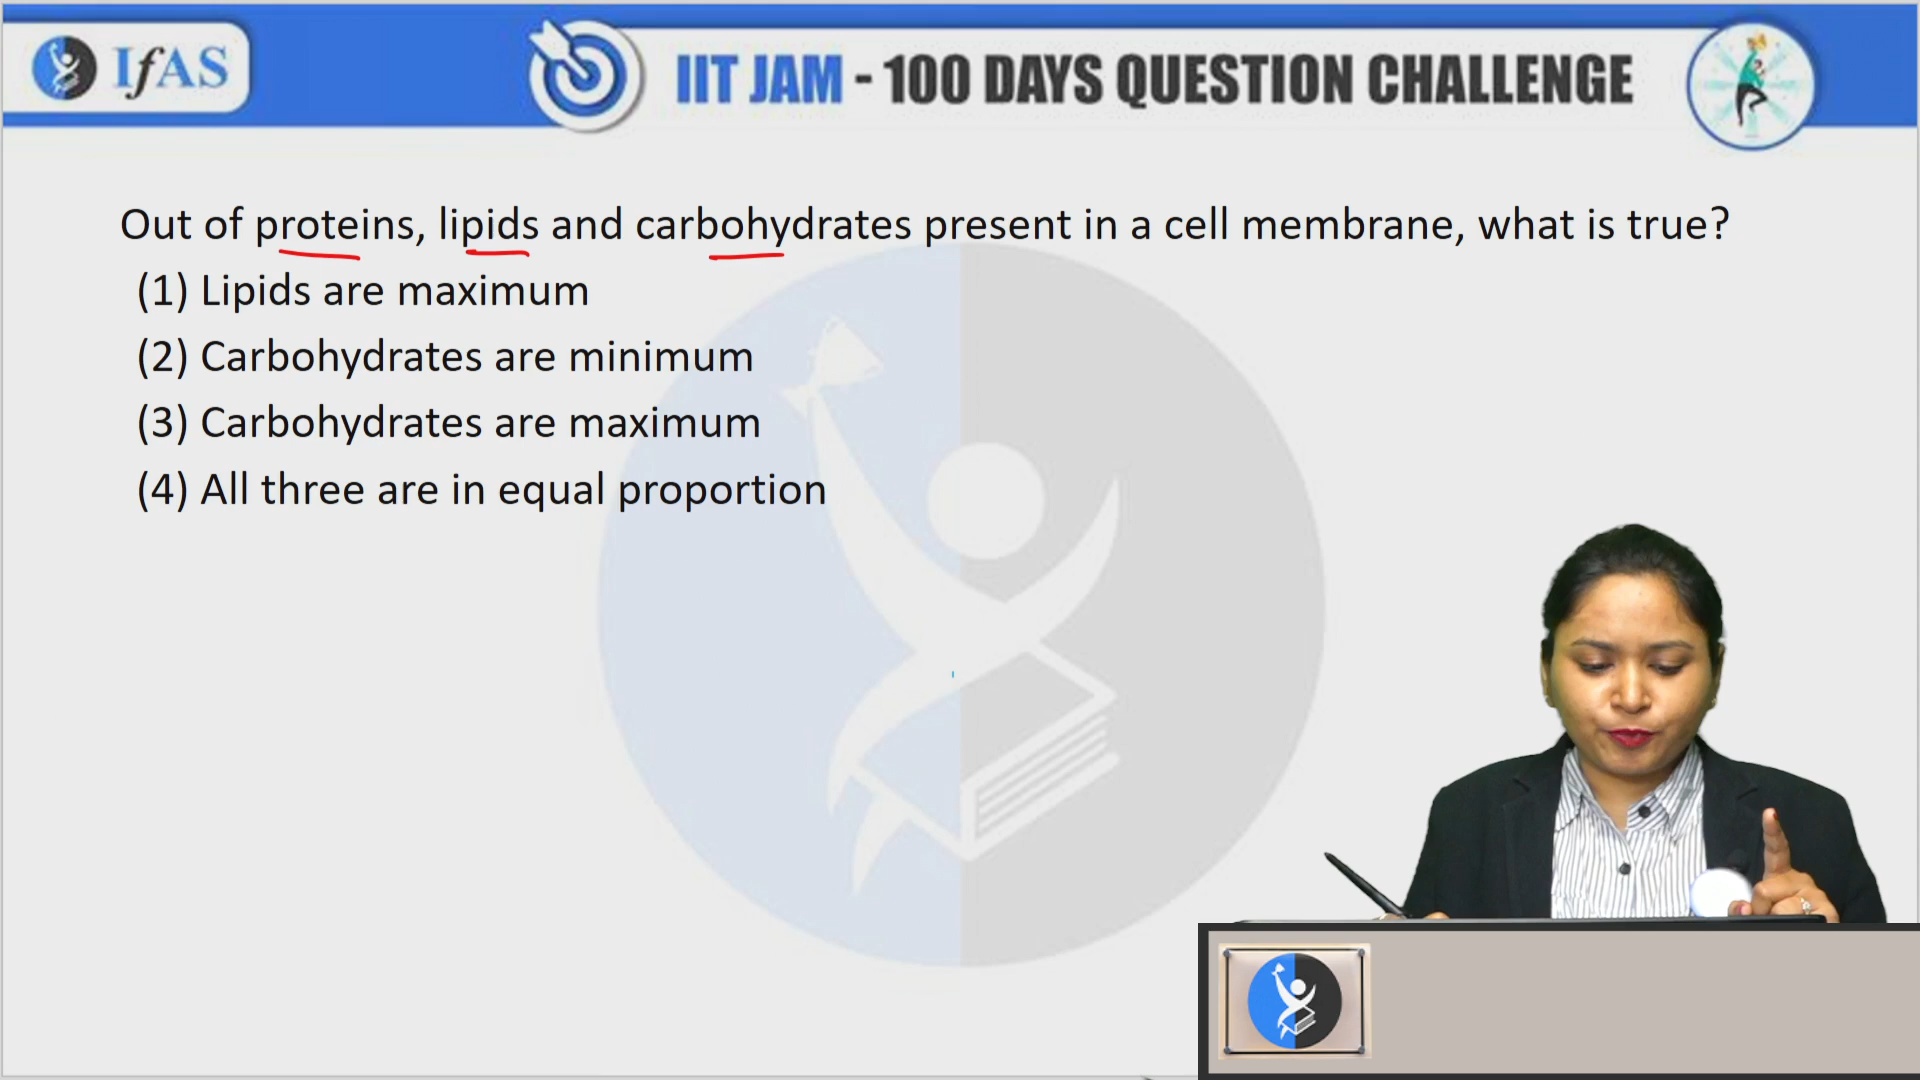 IfAS
IIT JAM - 100 DAYS QUESTION CHALLENGE
Out of proteins, lipids and carbohydrates present in a cell membrane, what is true?
(1) Lipids are maximum
(2) Carbohydrates are minimum
(3) Carbohydrates are maximum
(4) All three are in equal proportion